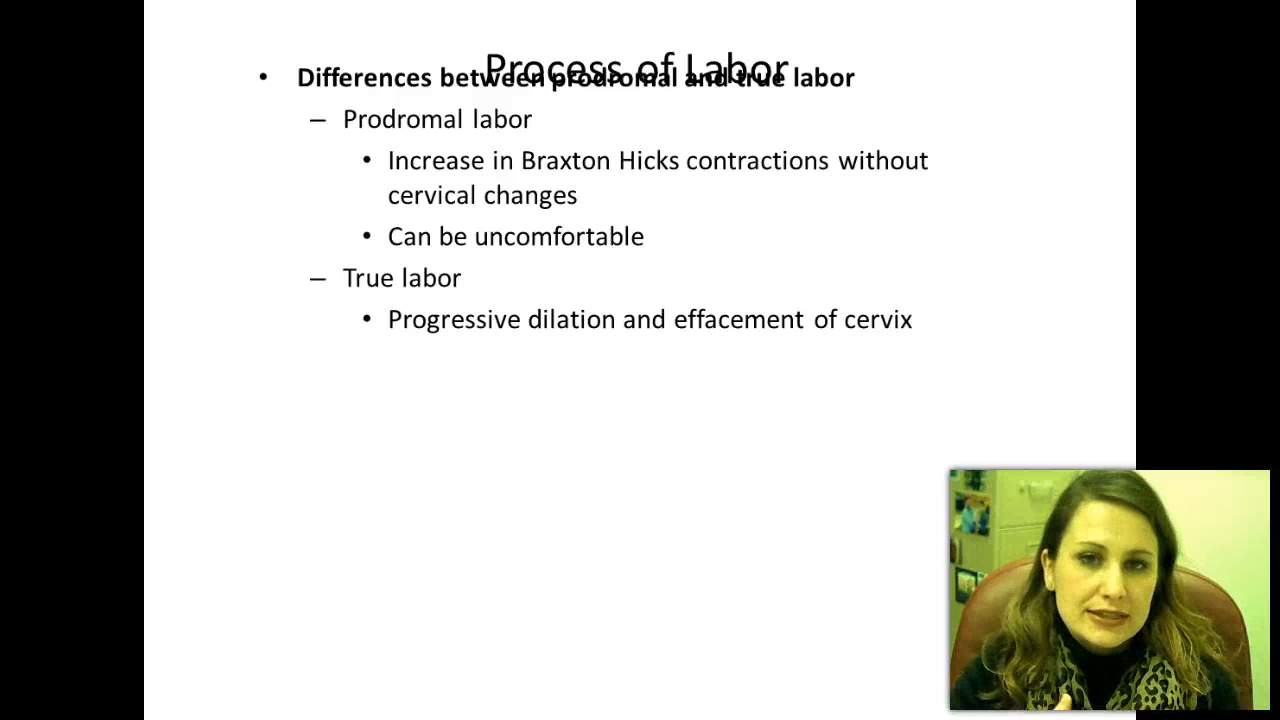 Process of Labor
• Differences between prodromal and true labor
– Prodromal labor
• Increase in Braxton Hicks contractions without
cervical changes
• Can be uncomfortable
– True labor
• Progressive dilation and effacement of cervix